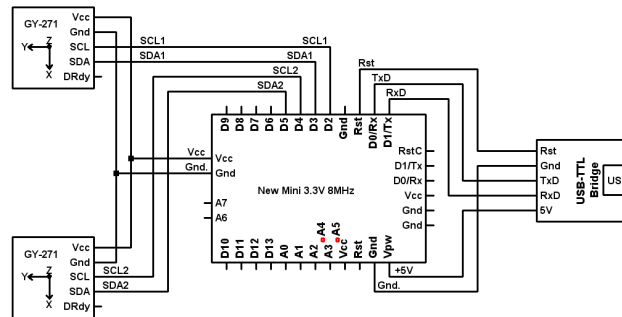 GY-271
Vcc
Gnd
SCL
SDA
DRdy
Y
Z
X
SCL1
SDA1
SCL2
SDA2
SCL1
SDA1
SCL2
SDA2
Rst
TxD
RxD
D9
D8
D7
D6
D5
D4
D3
D2
Gnd
Rst
D0/Rx
D1/Tx
Vcc
Gnd.
Vcc
Gnd
A7
A6
New Mini 3.3V 8MHz
RstC
D1/Tx
D0/Rx
Vcc
Gnd
Gnd
A4
A5
D10
D11
D12
D13
A0
A1
A2
A3
Vcc
Rst
Gnd
Vpw
+5V
Gnd.
Rst
Gnd
TxD
RxD
5V
USB-TTL
Bridge
US
GY-271
Vcc
Gnd
SCL
SDA
DRdy
Y
Z
X
SCL2
SDA2